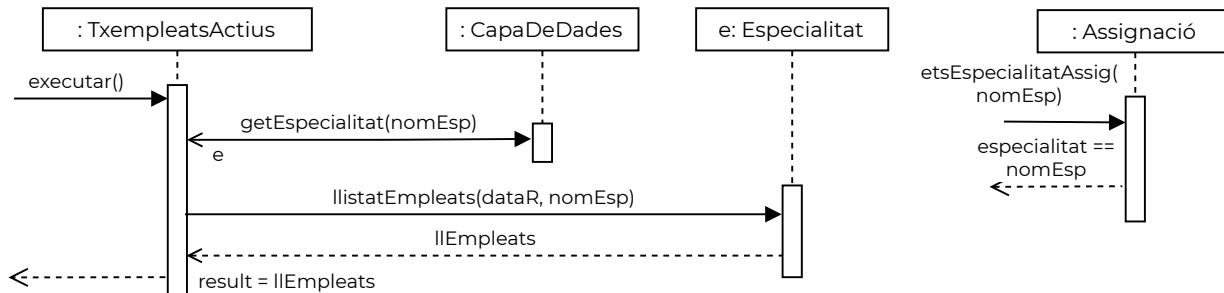 : TxempleatsActius
: CapaDeDades
e: Especialitat
: Assignació
executar()
etsEspecialitatAssig(
nomEsp)
getEspecialitat(nomEsp)
e
especialitat ==
nomEsp
llistatEmpleats(dataR, nomEsp)
llEmpleats
result = llEmpleats